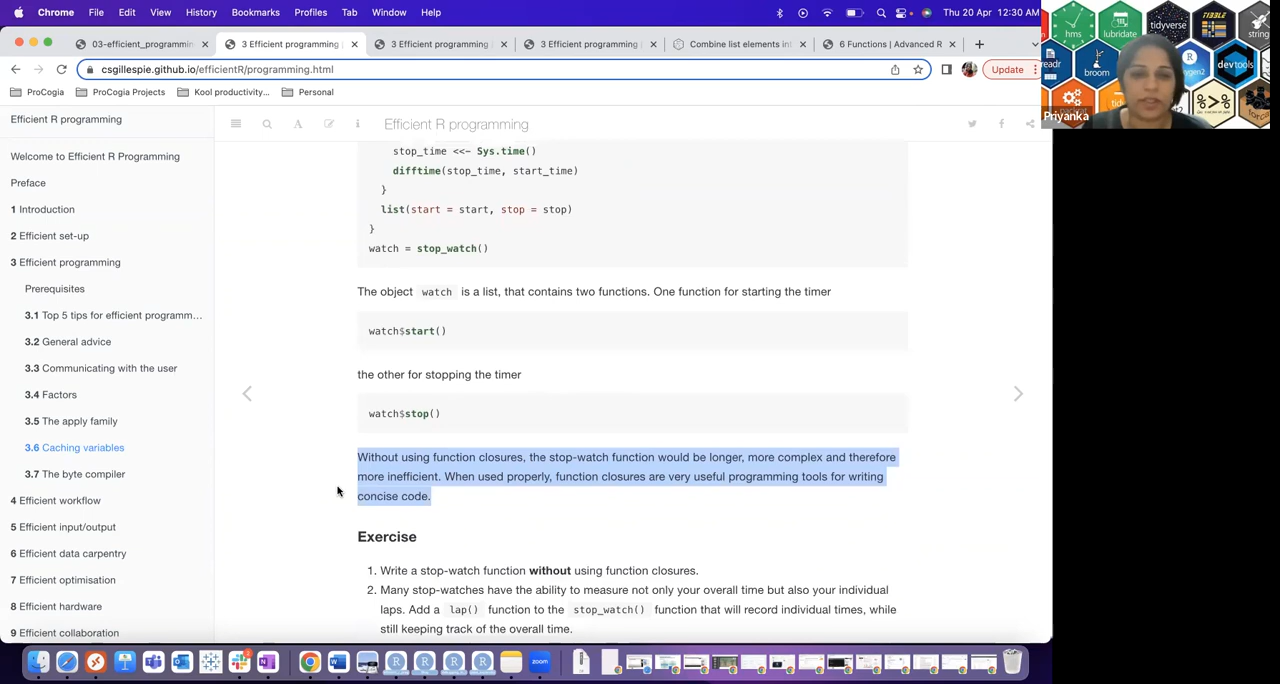 Chrome File Edit View History Bookmarks Profiles Tab Window Help Thu 20 Apr 12:30 AM
03-efficient_programmin × 3 Efficient programming × 3 Efficient programming × 3 Efficient programming × Combine list elements in × 6 Functions | Advanced R ×
csgillespie.github.io/efficientR/programming.html Update
ProCogia ProCogia Projects Kool productivity... Personal
hms lubridate tidyverse TIBBLE string
readr broom devtools
%>%
Priyanka
Efficient R programming
Welcome to Efficient R Programming
Preface
1 Introduction
2 Efficient set-up
3 Efficient programming
Prerequisites
3.1 Top 5 tips for efficient programm...
3.2 General advice
3.3 Communicating with the user
3.4 Factors
3.5 The apply family
3.6 Caching variables
3.7 The byte compiler
4 Efficient workflow
5 Efficient input/output
6 Efficient data carpentry
7 Efficient optimisation
8 Efficient hardware
9 Efficient collaboration
Efficient R programming
stop_time <<- Sys.time()
difftime(stop_time, start_time)
}
list(start = start, stop = stop)
}
watch = stop_watch()
The object watch is a list, that contains two functions. One function for starting the timer
watch$start()
the other for stopping the timer
watch$stop()
Without using function closures, the stop-watch function would be longer, more complex and therefore
more inefficient. When used properly, function closures are very useful programming tools for writing
concise code.
Exercise
1. Write a stop-watch function without using function closures.
2. Many stop-watches have the ability to measure not only your overall time but also your individual
laps. Add a lap() function to the stop_watch() function that will record individual times, while
still keeping track of the overall time.
zoom